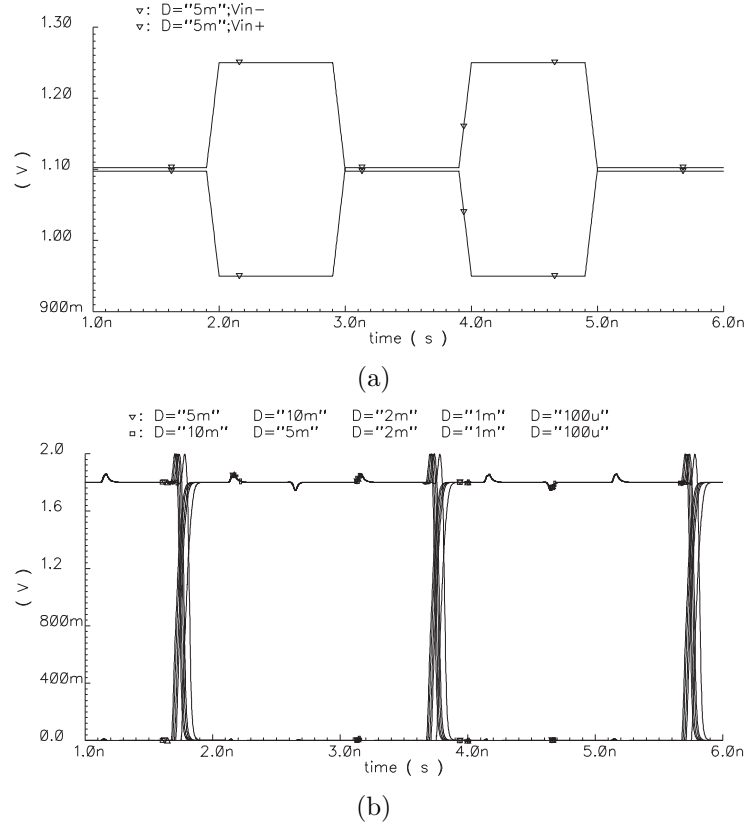 ▿: D="5m";Vin−
▿: D="5m";Vin+
1.30
1.20
1.10
1.00
900m
( V )
1.0n 2.0n 3.0n 4.0n 5.0n 6.0n
time ( s )
(a)
▿: D="5m" D="10m" D="2m" D="1m" D="100u"
▫: D="10m" D="5m" D="2m" D="1m" D="100u"
2.0
1.6
1.2
800m
400m
0.0
( V )
1.0n 2.0n 3.0n 4.0n 5.0n 6.0n
time ( s )
(b)